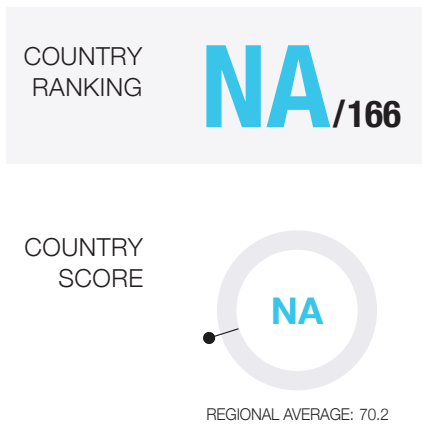 COUNTRY
RANKING
NA/166
COUNTRY
SCORE
NA
REGIONAL AVERAGE: 70.2